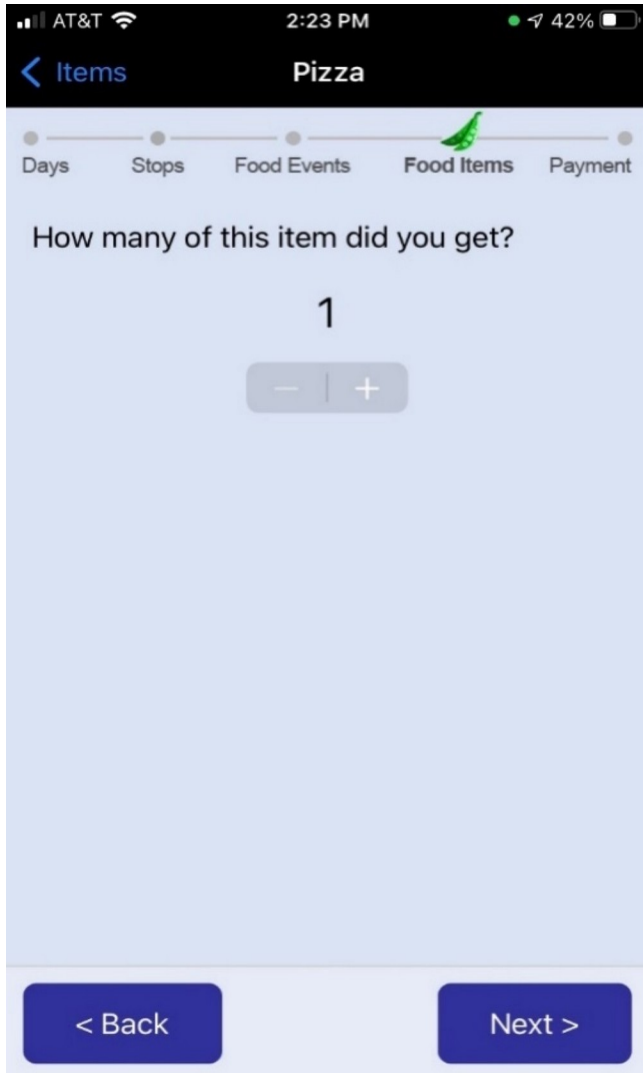 AT&T 2:23 PM 42%
Items Pizza
Days Stops Food Events Food Items Payment
How many of this item did you get?
1
− +
< Back Next >